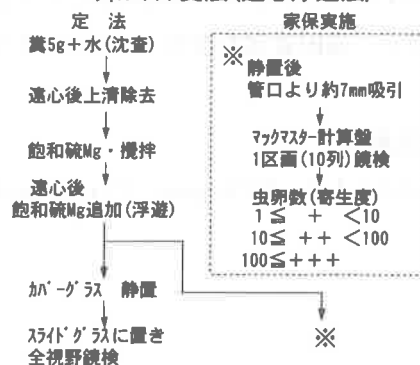 定 法
糞5g＋水(沈査)
遠心後上清除去
飽和硫Mg・攪拌
遠心後
飽和硫Mg追加(浮遊)
ｶﾊﾞｰｸﾞﾗｽ 静置
ｽﾗｲﾄﾞｸﾞﾗｽに置き
全視野鏡検
家保実施
※
静置後
管口より約7mm吸引
ﾏｯｸﾏｽﾀｰ計算盤
1区画(10列)鏡検
虫卵数(寄生度)
1≦ ＋ ＜10
10≦ ＋＋ ＜100
100≦＋＋＋
※